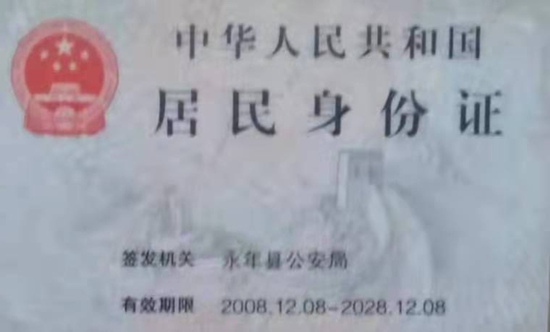 中华人民共和国
居民身份证
签发机关 永年县公安局
有效期限 2008.12.08-2028.12.08